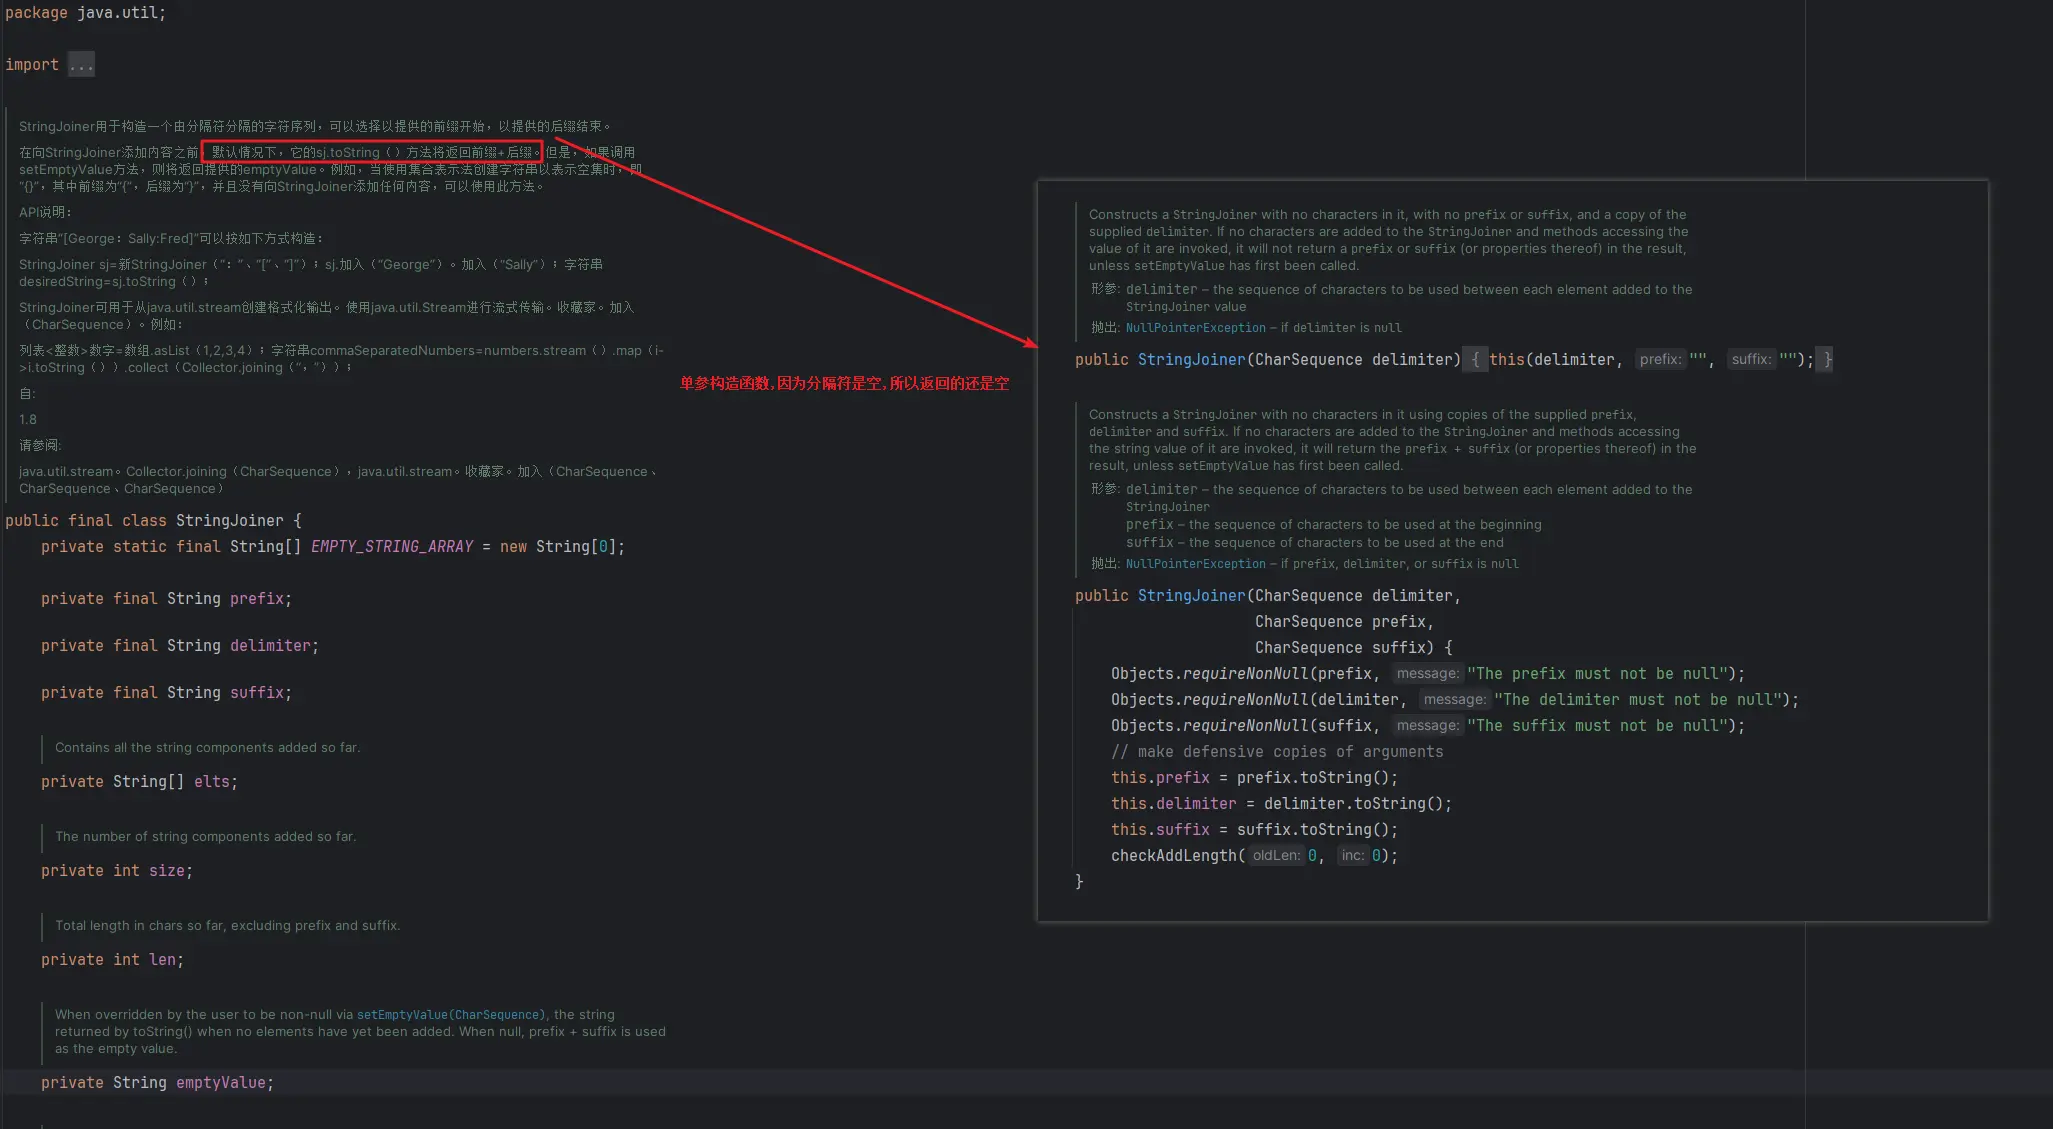 package java.util;
import ...
StringJoiner用于构造一个由分隔符分隔的字符序列，可以选择以提供的前缀开始，以提供的后缀结束。
在向StringJoiner添加内容之前，默认情况下，它的sj.toString（）方法将返回前缀+后缀。但是，如果调用
setEmptyValue方法，则将返回提供的emptyValue。例如，当使用集合表示法创建字符串以表示空集时，即
“{}”，其中前缀为“{”，后缀为“}”，并且没有向StringJoiner添加任何内容，可以使用此方法。
API说明：
字符串“[George：Sally:Fred]”可以按如下方式构造：
StringJoiner sj=新StringJoiner（“：“、”[”、“]”）；sj.加入（“George”）。加入（“Sally”）；字符串
desiredString=sj.toString（）；
StringJoiner可用于从java.util.stream创建格式化输出。使用java.util.Stream进行流式传输。收藏家。加入
（CharSequence）。例如：
列表<整数>数字=数组.asList（1,2,3,4）；字符串commaSeparatedNumbers=numbers.stream（）.map（i-
>i.toString（））.collect（Collector.joining（“，”））；
自:
1.8
请参阅:
java.util.stream。Collector.joining（CharSequence），java.util.stream。收藏家。加入（CharSequence、
CharSequence、CharSequence）
public final class StringJoiner {
private static final String[] EMPTY_STRING_ARRAY = new String[0];
private final String prefix;
private final String delimiter;
private final String suffix;
Contains all the string components added so far.
private String[] elts;
The number of string components added so far.
private int size;
Total length in chars so far, excluding prefix and suffix.
private int len;
When overridden by the user to be non-null via setEmptyValue(CharSequence), the string
returned by toString() when no elements have yet been added. When null, prefix + suffix is used
as the empty value.
private String emptyValue;
单参构造函数,因为分隔符是空,所以返回的还是空
Constructs a StringJoiner with no characters in it, with no prefix or suffix, and a copy of the
supplied delimiter. If no characters are added to the StringJoiner and methods accessing the
value of it are invoked, it will not return a prefix or suffix (or properties thereof) in the result,
unless setEmptyValue has first been called.
形参: delimiter – the sequence of characters to be used between each element added to the
StringJoiner value
抛出: NullPointerException – if delimiter is null
public StringJoiner(CharSequence delimiter) { this(delimiter, prefix: "", suffix: ""); }
Constructs a StringJoiner with no characters in it using copies of the supplied prefix,
delimiter and suffix. If no characters are added to the StringJoiner and methods accessing
the string value of it are invoked, it will return the prefix + suffix (or properties thereof) in the
result, unless setEmptyValue has first been called.
形参: delimiter – the sequence of characters to be used between each element added to the
StringJoiner
prefix – the sequence of characters to be used at the beginning
suffix – the sequence of characters to be used at the end
抛出: NullPointerException – if prefix, delimiter, or suffix is null
public StringJoiner(CharSequence delimiter,
CharSequence prefix,
CharSequence suffix) {
Objects.requireNonNull(prefix, message: "The prefix must not be null");
Objects.requireNonNull(delimiter, message: "The delimiter must not be null");
Objects.requireNonNull(suffix, message: "The suffix must not be null");
// make defensive copies of arguments
this.prefix = prefix.toString();
this.delimiter = delimiter.toString();
this.suffix = suffix.toString();
checkAddLength( oldLen: 0, inc: 0);
}